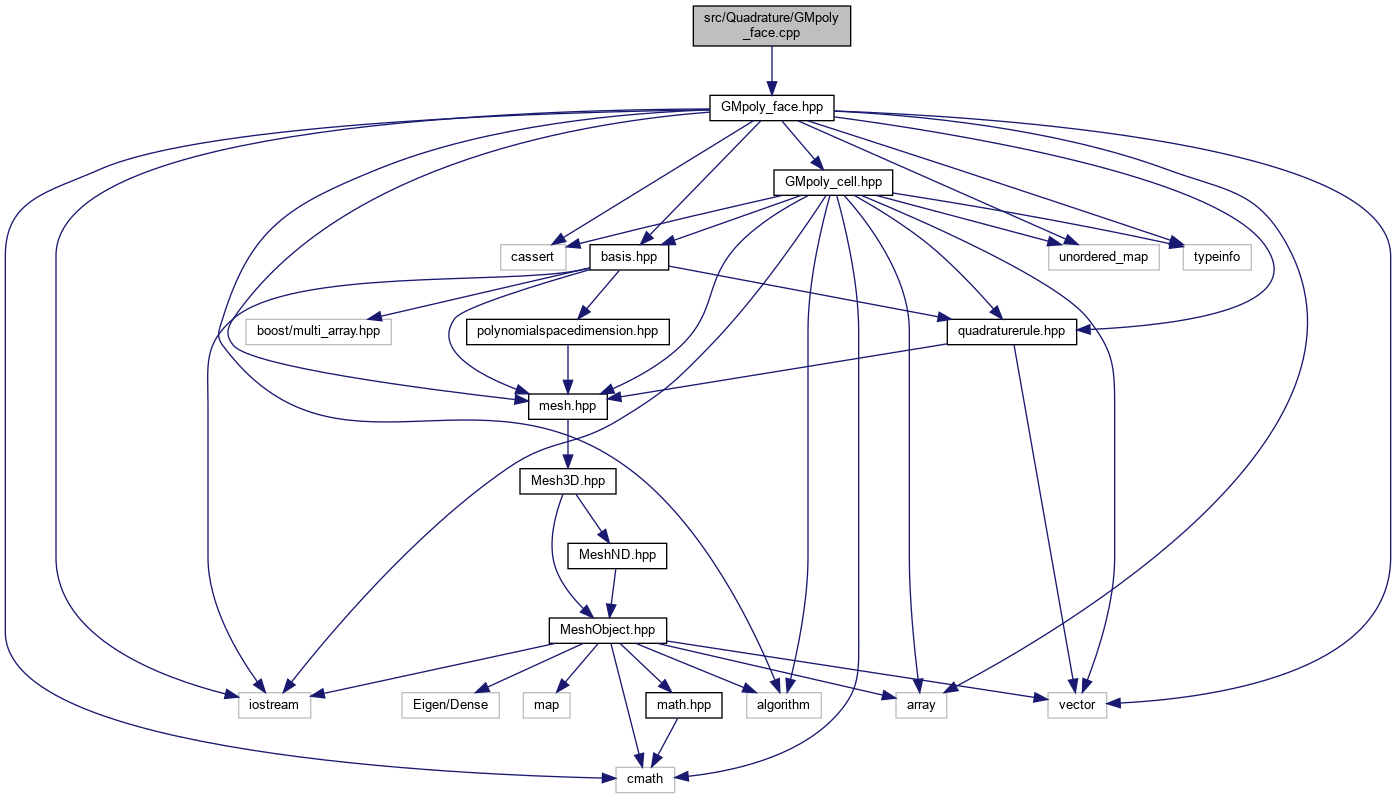 src/Quadrature/GMpoly
_face.cpp
GMpoly_face.hpp
GMpoly_cell.hpp
cassert
basis.hpp
unordered_map
typeinfo
boost/multi_array.hpp
polynomialspacedimension.hpp
quadraturerule.hpp
mesh.hpp
Mesh3D.hpp
MeshND.hpp
MeshObject.hpp
iostream
Eigen/Dense
map
math.hpp
algorithm
array
vector
cmath